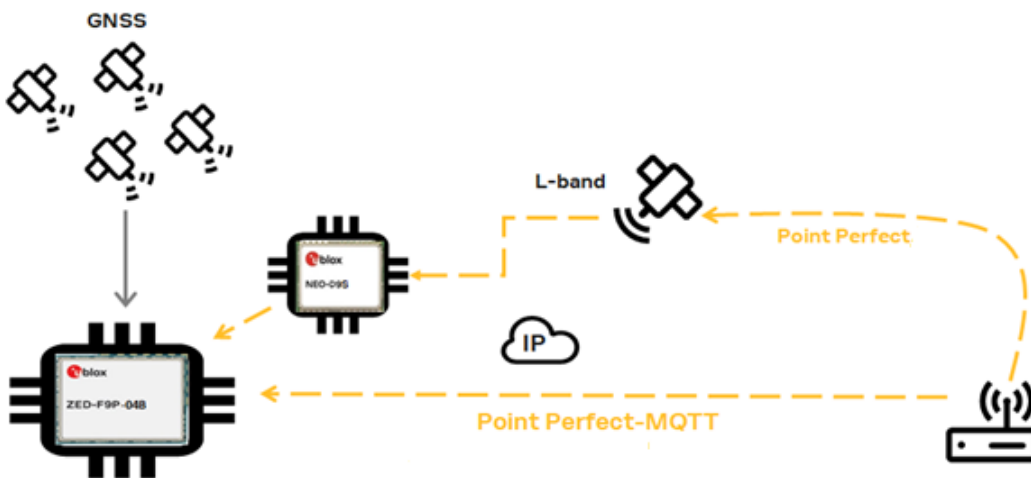 GNSS
L-band
Point Perfect
blox
NEO-D9S
IP
blox
ZED-F9P-04B
Point Perfect-MQTT